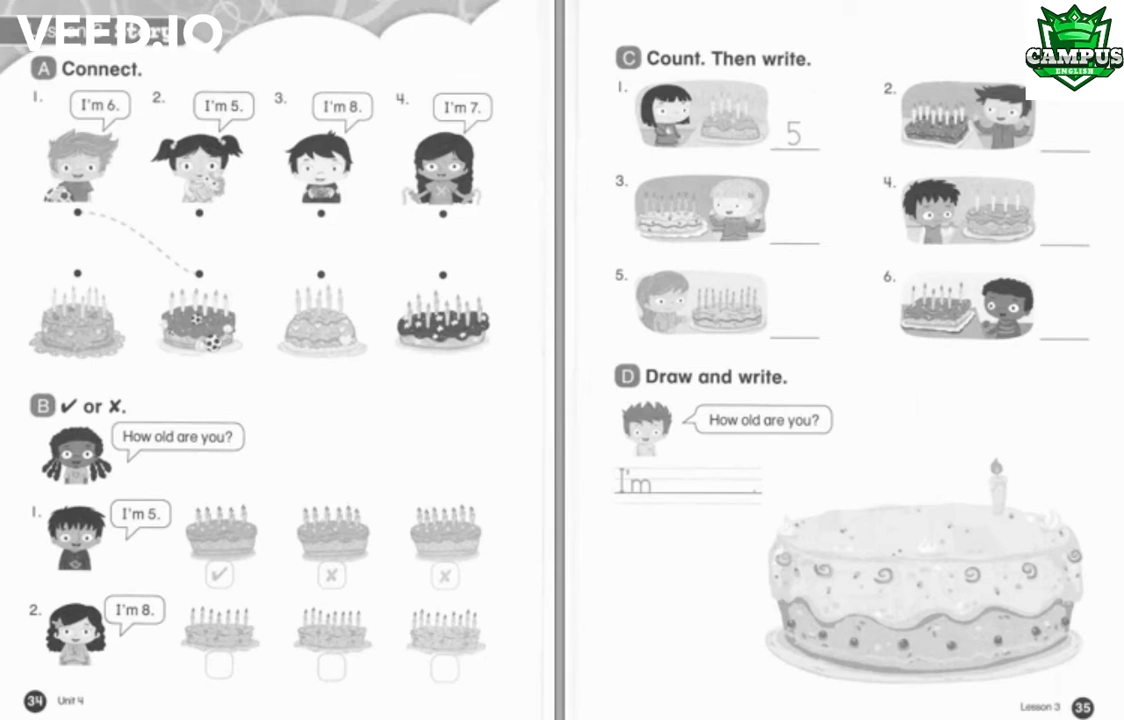 VEED.IO
Story
CAMPUS
ENGLISH
A Connect.
1. I'm 6.
2. I'm 5.
3. I'm 8.
4. I'm 7.
B ✔ or ✘.
How old are you?
1. I'm 5.
✔ ✘ ✘
2. I'm 8.
34 Unit 4
C Count. Then write.
1. 5
2.
3.
4.
5.
6.
D Draw and write.
How old are you?
I'm .
Lesson 3 35